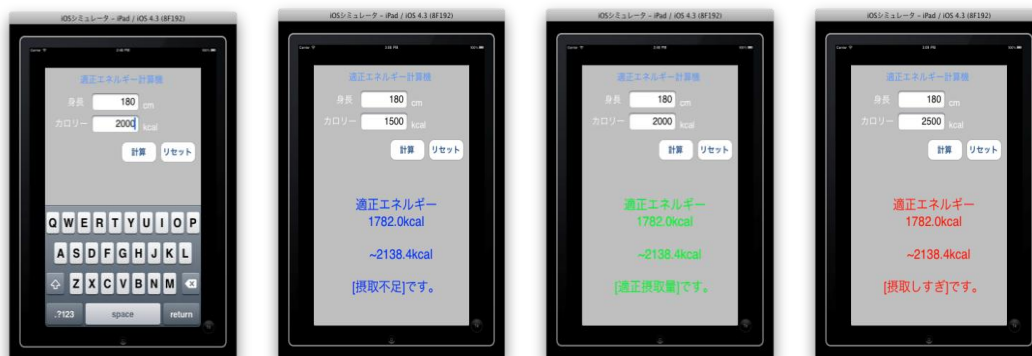 iOSシミュレータ - iPad / iOS 4.3 (8F192)
適正エネルギー計算機
身長 180 cm
カロリー 2000 kcal
計算 リセット
Q W E R T Y U I O P
A S D F G H J K L
Z X C V B N M
.?123 space return
iOSシミュレータ - iPad / iOS 4.3 (8F192)
適正エネルギー計算機
身長 180 cm
カロリー 1500 kcal
計算 リセット
適正エネルギー
1782.0kcal
~2138.4kcal
[摂取不足]です。
iOSシミュレータ - iPad / iOS 4.3 (8F192)
適正エネルギー計算機
身長 180 cm
カロリー 2000 kcal
計算 リセット
適正エネルギー
1782.0kcal
~2138.4kcal
[適正摂取量]です。
iOSシミュレータ - iPad / iOS 4.3 (8F192)
適正エネルギー計算機
身長 180 cm
カロリー 2500 kcal
計算 リセット
適正エネルギー
1782.0kcal
~2138.4kcal
[摂取しすぎ]です。